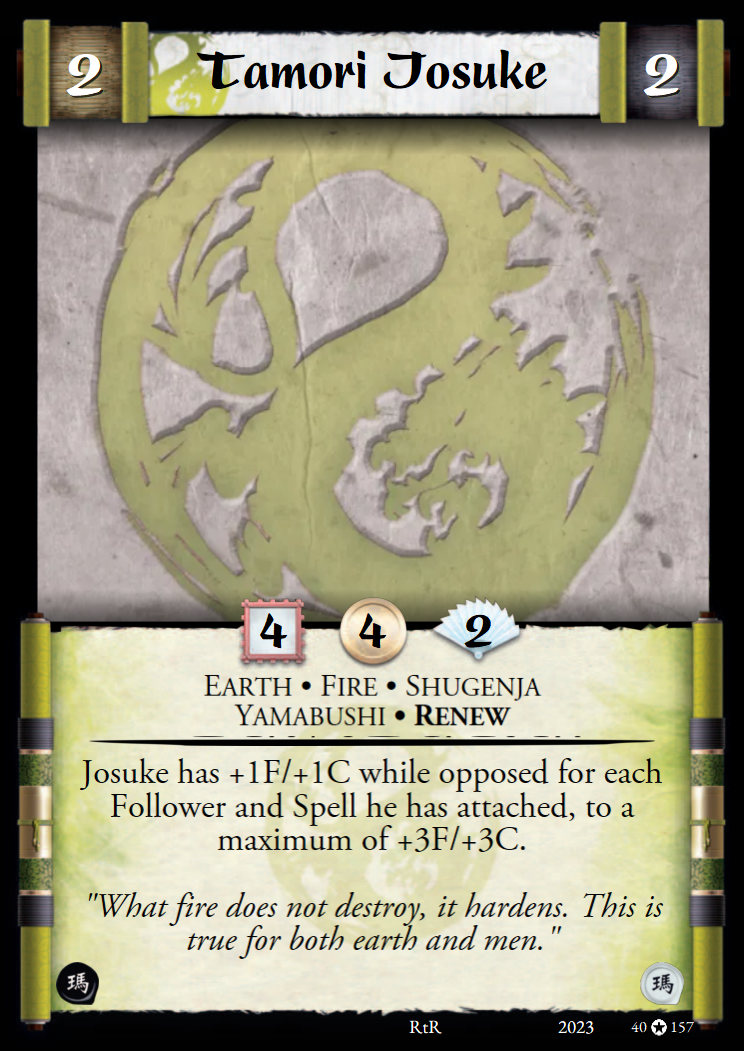 2 Tamori Josuke 2
4 4 2
EARTH • FIRE • SHUGENJA
YAMABUSHI • RENEW
Josuke has +1F/+1C while opposed for each
Follower and Spell he has attached, to a
maximum of +3F/+3C.
"What fire does not destroy, it hardens. This is
true for both earth and men."
瑪 瑪
RtR 2023 40 ✪ 157